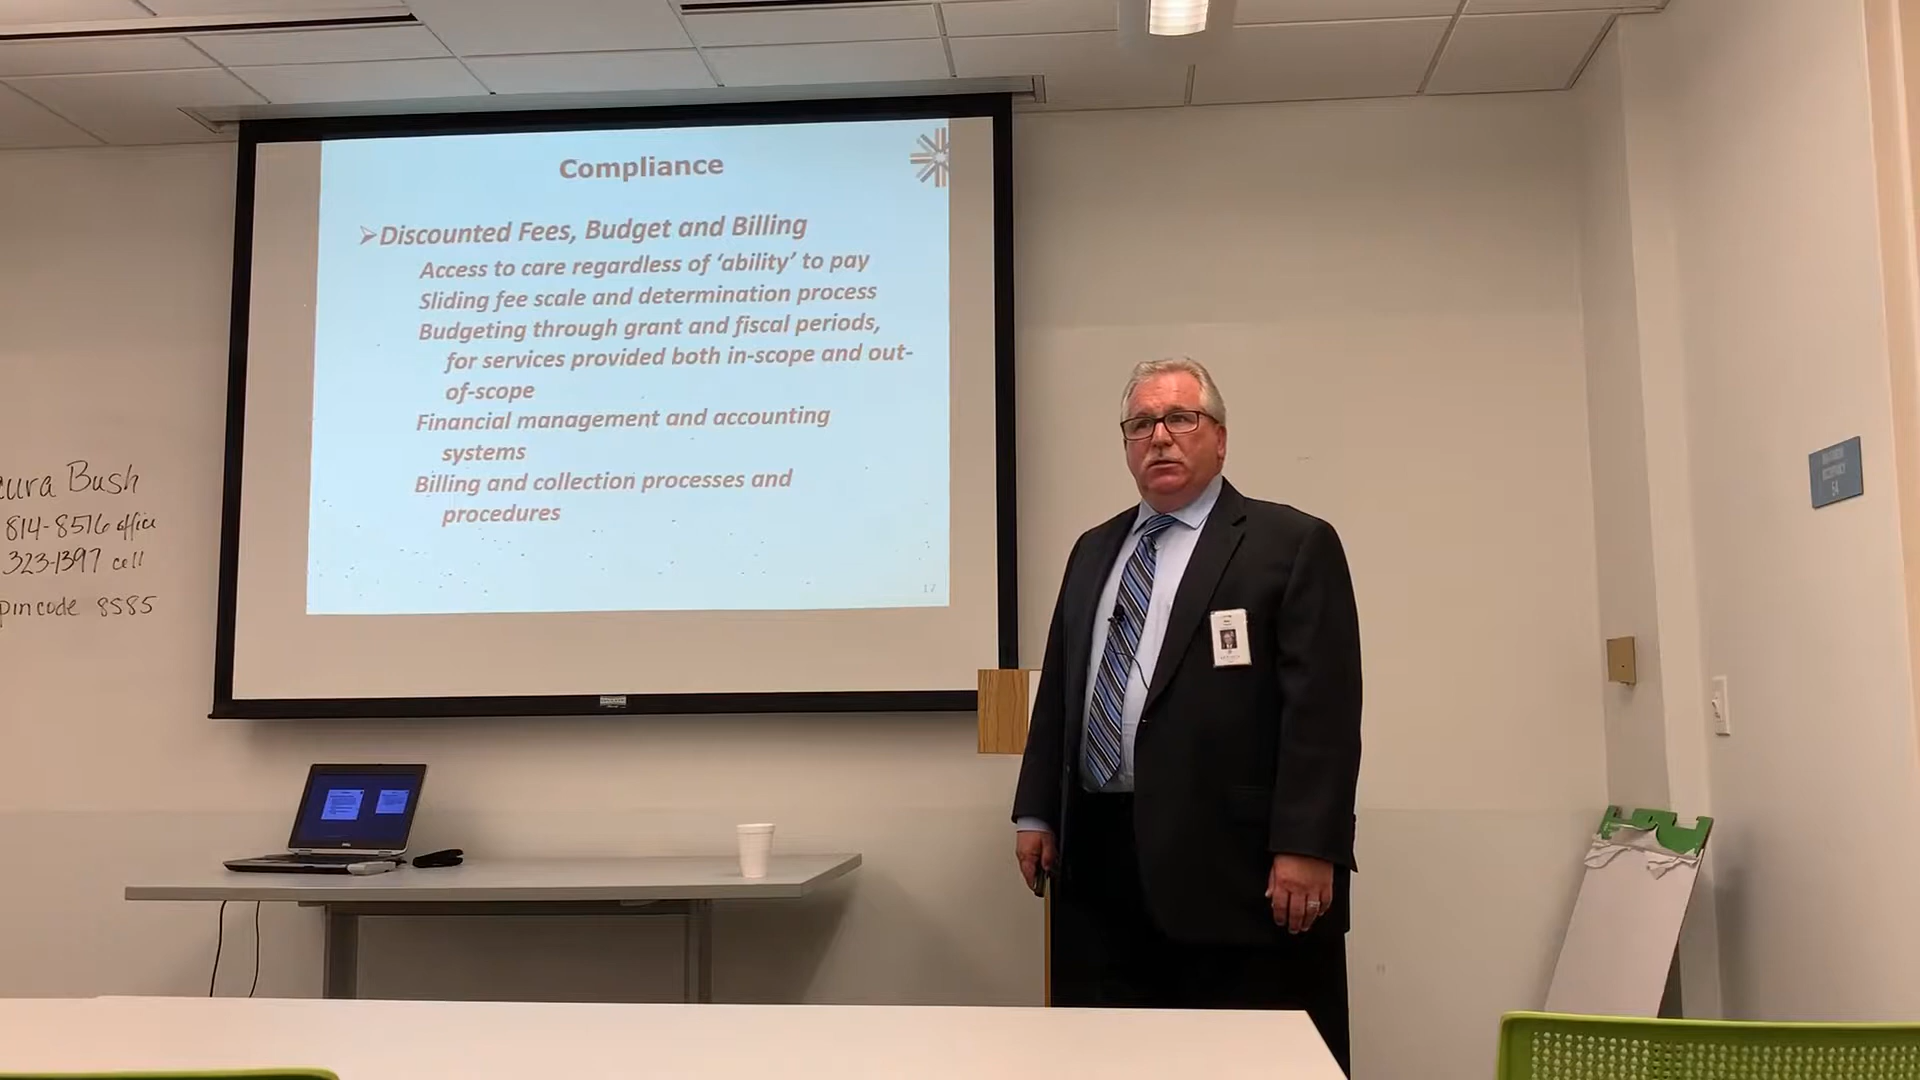 Compliance
➢Discounted Fees, Budget and Billing
Access to care regardless of ‘ability’ to pay
Sliding fee scale and determination process
Budgeting through grant and fiscal periods,
for services provided both in-scope and out-
of-scope
Financial management and accounting
systems
Billing and collection processes and
procedures
17
Bush
814-8516 office
323-1397 cell
pincode 8585
MAXIMUM
OCCUPANCY
54